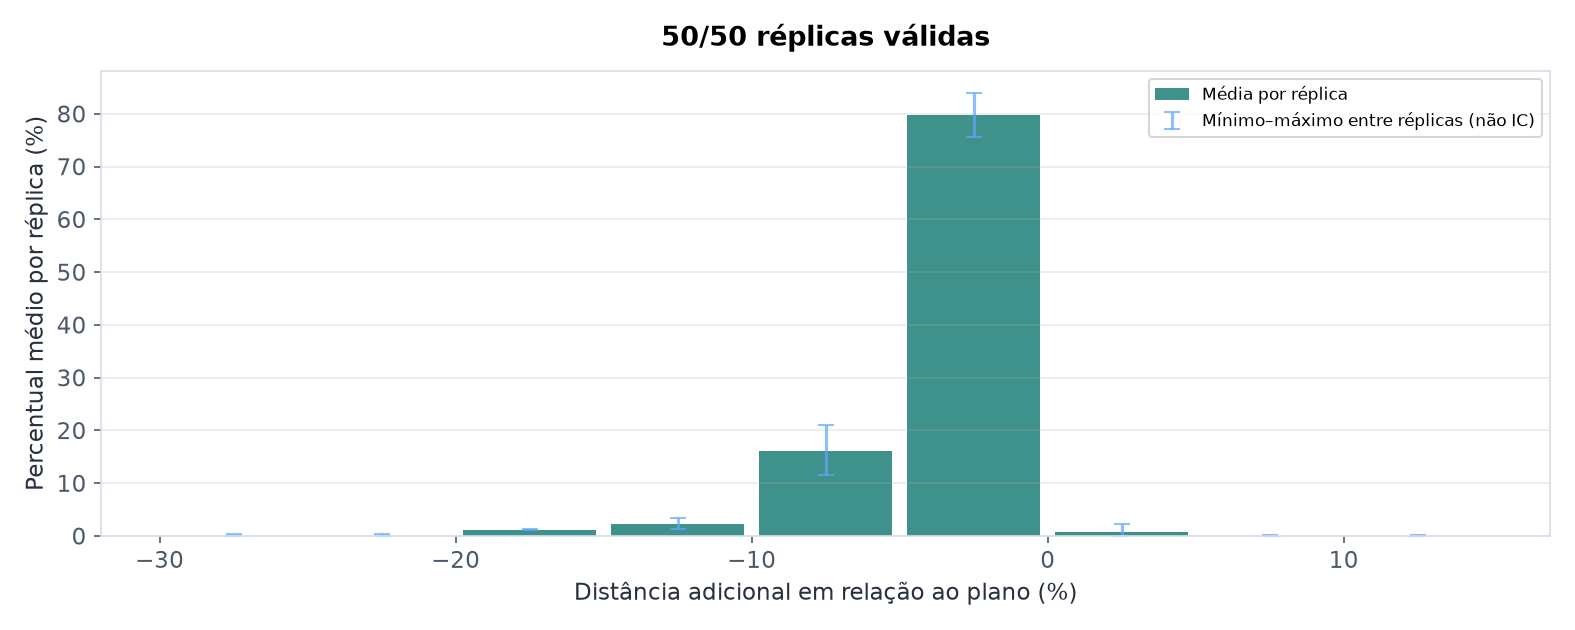 50/50 réplicas válidas
Média por réplica
Mínimo–máximo entre réplicas (não IC)
Percentual médio por réplica (%)
80
70
60
50
40
30
20
10
0
−30
−20
−10
0
10
Distância adicional em relação ao plano (%)